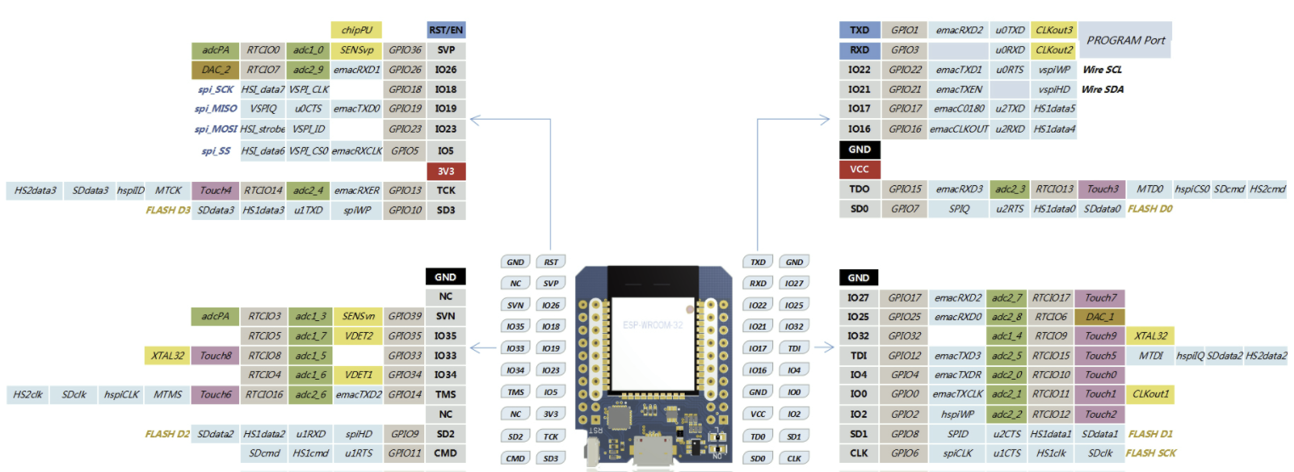 chipPU RST/EN
adcPA RTCIO0 adc1_0 SENSvp GPIO36 SVP
DAC_2 RTCIO7 adc2_9 emacRXD1 GPIO26 IO26
spi_SCK HSI_data7 VSPI_CLK GPIO18 IO18
spi_MISO VSPIQ u0CTS emacTXD0 GPIO19 IO19
spi_MOSI HSI_strobe VSPI_ID GPIO23 IO23
spi_SS HSI_data6 VSPI_CS0 emacRXCLK GPIO5 IO5
3V3
HS2data3 SDdata3 hspiID MTCK Touch4 RTCIO14 adc2_4 emacRXER GPIO13 TCK
FLASH D3 SDdata3 HS1data3 u1TXD spiWP GPIO10 SD3
TXD GPIO1 emacRXD2 u0TXD CLKout3 PROGRAM Port
RXD GPIO3 u0RXD CLKout2
IO22 GPIO22 emacTXD1 u0RTS vspiWP Wire SCL
IO21 GPIO21 emacTXEN vspiHD Wire SDA
IO17 GPIO17 emacC0180 u2TXD HS1data5
IO16 GPIO16 emacCLKOUT u2RXD HS1data4
GND
VCC
TDO GPIO15 emacRXD3 adc2_3 RTCIO13 Touch3 MTD0 hspiCS0 SDcmd HS2cmd
SD0 GPIO7 SPIQ u2RTS HS1data0 SDdata0 FLASH D0
GND
NC
adcPA RTCIO3 adc1_3 SENSvn GPIO39 SVN
RTCIO5 adc1_7 VDET2 GPIO35 IO35
XTAL32 Touch8 RTCIO8 adc1_5 GPIO33 IO33
RTCIO4 adc1_6 VDET1 GPIO34 IO34
HS2clk SDclk hspiCLK MTMS Touch6 RTCIO16 adc2_6 emacTXD2 GPIO14 TMS
NC
FLASH D2 SDdata2 HS1data2 u1RXD spiHD GPIO9 SD2
SDcmd HS1cmd u1RTS GPIO11 CMD
GND RST
NC SVP
SVN IO26
IO35 IO18
IO33 IO19
IO34 IO23
TMS IO5
NC 3V3
SD2 TCK
CMD SD3
ESP-WROOM-32
RST
ON
TXD GND
RXD IO27
IO22 IO25
IO21 IO32
IO17 TDI
IO16 IO4
GND IO0
VCC IO2
TD0 SD1
SD0 CLK
GND
IO27 GPIO17 emacRXD2 adc2_7 RTCIO17 Touch7
IO25 GPIO25 emacRXD0 adc2_8 RTCIO6 DAC_1
IO32 GPIO32 adc1_4 RTCIO9 Touch9 XTAL32
TDI GPIO12 emacTXD3 adc2_5 RTCIO15 Touch5 MTDI hspiIQ SDdata2 HS2data2
IO4 GPIO4 emacTXDR adc2_0 RTCIO10 Touch0
IO0 GPIO0 emacTXCLK adc2_1 RTCIO11 Touch1 CLKout1
IO2 GPIO2 hspiWP adc2_2 RTCIO12 Touch2
SD1 GPIO8 SPID u2CTS HS1data1 SDdata1 FLASH D1
CLK GPIO6 spiCLK u1CTS HS1clk SDclk FLASH SCK